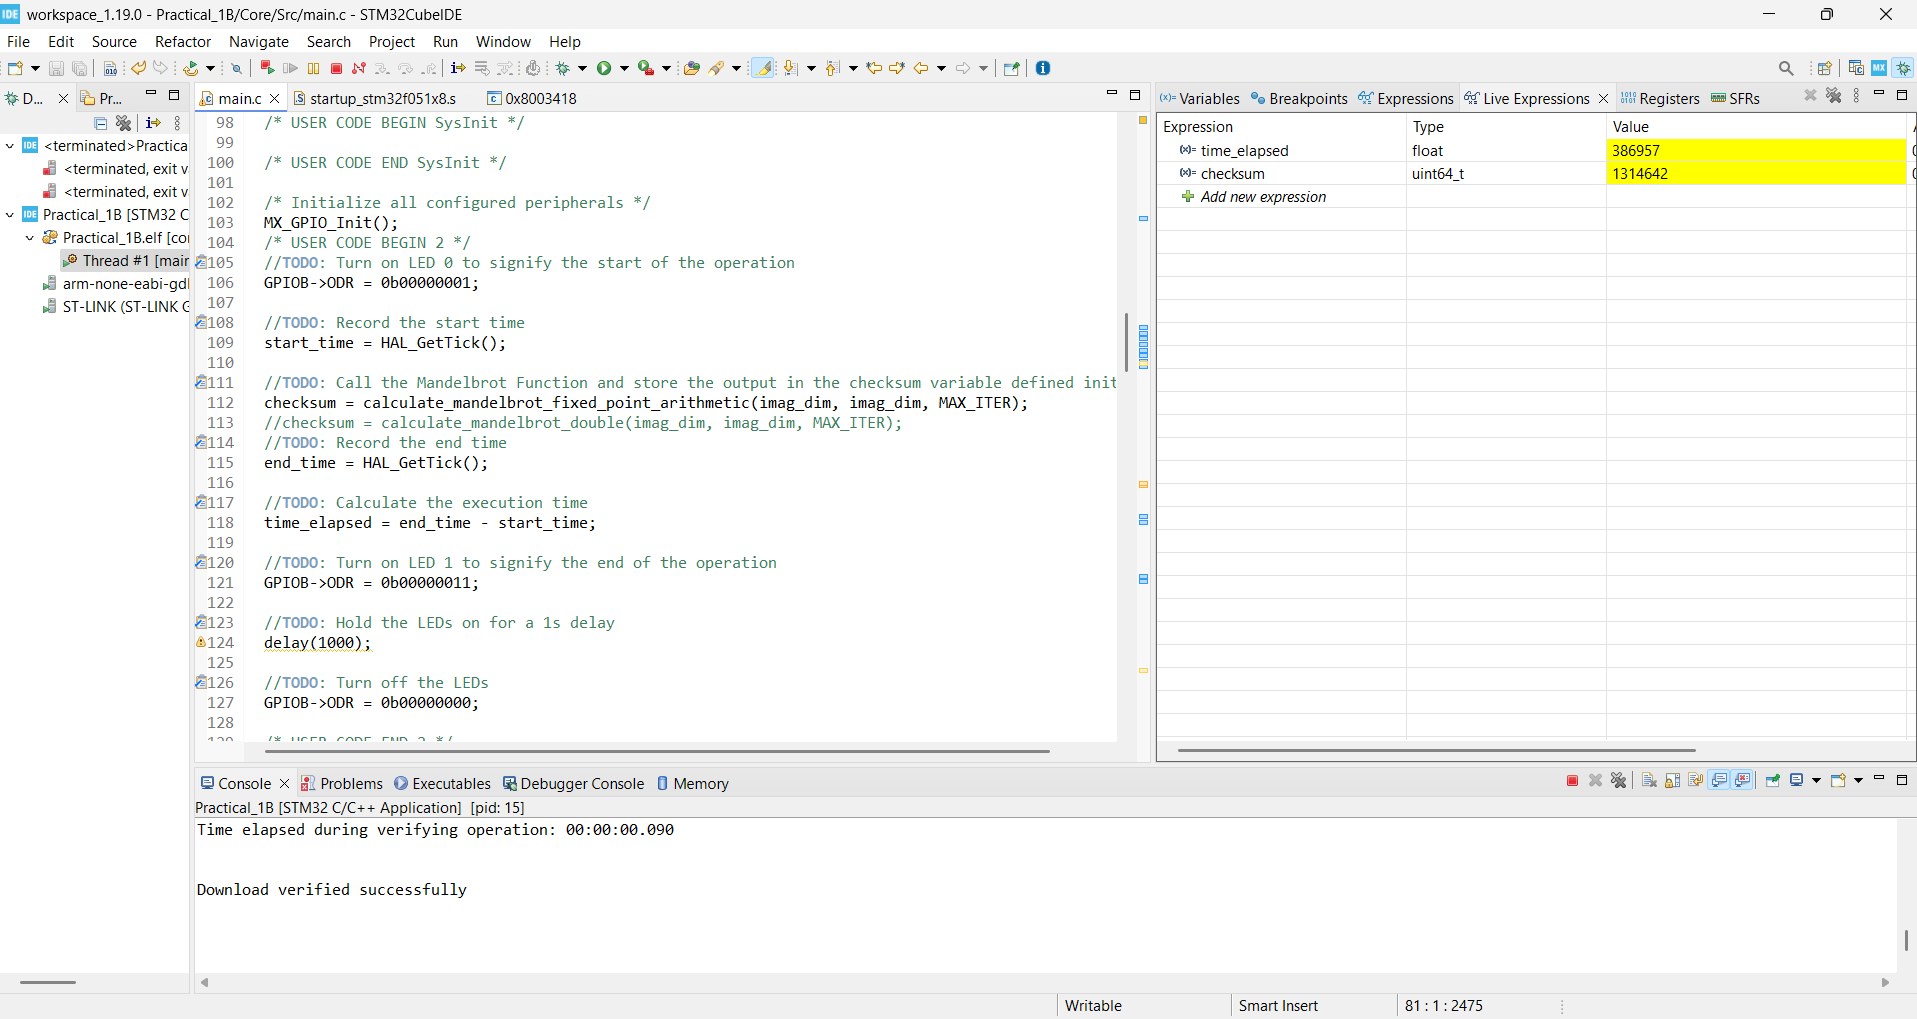 IDE workspace_1.19.0 - Practical_1B/Core/Src/main.c - STM32CubeIDE
File Edit Source Refactor Navigate Search Project Run Window Help
D... Pr... main.c startup_stm32f051x8.s 0x8003418
(x)= Variables Breakpoints Expressions Live Expressions Registers SFRs
<terminated>Practica
<terminated, exit v
<terminated, exit v
IDE Practical_1B [STM32 C
Practical_1B.elf [co
Thread #1 [mair
arm-none-eabi-gd
ST-LINK (ST-LINK G
98 /* USER CODE BEGIN SysInit */
99
100 /* USER CODE END SysInit */
101
102 /* Initialize all configured peripherals */
103 MX_GPIO_Init();
104 /* USER CODE BEGIN 2 */
105 //TODO: Turn on LED 0 to signify the start of the operation
106 GPIOB->ODR = 0b00000001;
107
108 //TODO: Record the start time
109 start_time = HAL_GetTick();
110
111 //TODO: Call the Mandelbrot Function and store the output in the checksum variable defined init
112 checksum = calculate_mandelbrot_fixed_point_arithmetic(imag_dim, imag_dim, MAX_ITER);
113 //checksum = calculate_mandelbrot_double(imag_dim, imag_dim, MAX_ITER);
114 //TODO: Record the end time
115 end_time = HAL_GetTick();
116
117 //TODO: Calculate the execution time
118 time_elapsed = end_time - start_time;
119
120 //TODO: Turn on LED 1 to signify the end of the operation
121 GPIOB->ODR = 0b00000011;
122
123 //TODO: Hold the LEDs on for a 1s delay
124 delay(1000);
125
126 //TODO: Turn off the LEDs
127 GPIOB->ODR = 0b00000000;
128
129 /* USER CODE END 2 */
Expression Type Value
(x)= time_elapsed float 386957
(x)= checksum uint64_t 1314642
Add new expression
Console Problems Executables Debugger Console Memory
Practical_1B [STM32 C/C++ Application] [pid: 15]
Time elapsed during verifying operation: 00:00:00.090
Download verified successfully
Writable Smart Insert 81 : 1 : 2475